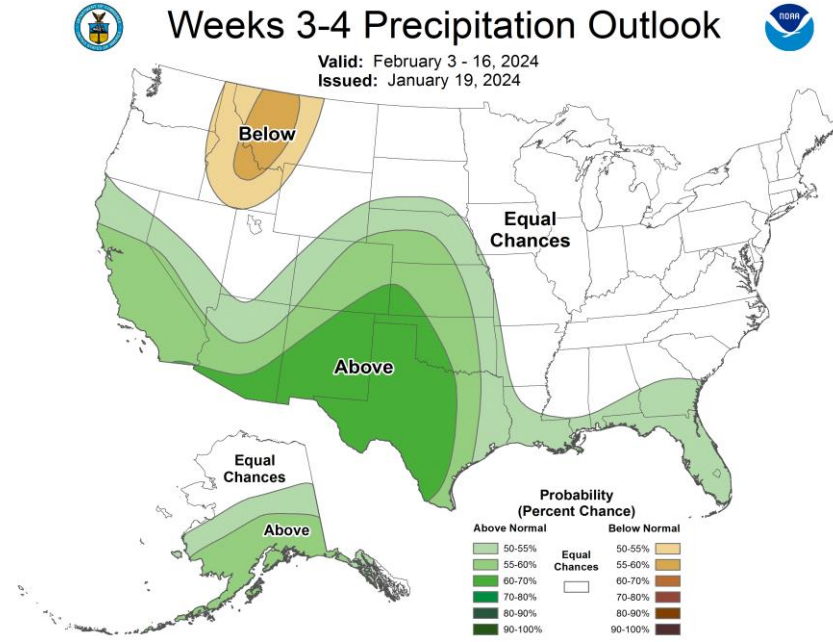 Weeks 3-4 Precipitation Outlook
Valid: February 3 - 16, 2024
Issued: January 19, 2024
NOAA
Below
Equal
Chances
Above
Equal
Chances
Above
Probability
(Percent Chance)
Above Normal
Below Normal
50-55%
55-60%
60-70%
70-80%
80-90%
90-100%
Equal
Chances
50-55%
55-60%
60-70%
70-80%
80-90%
90-100%